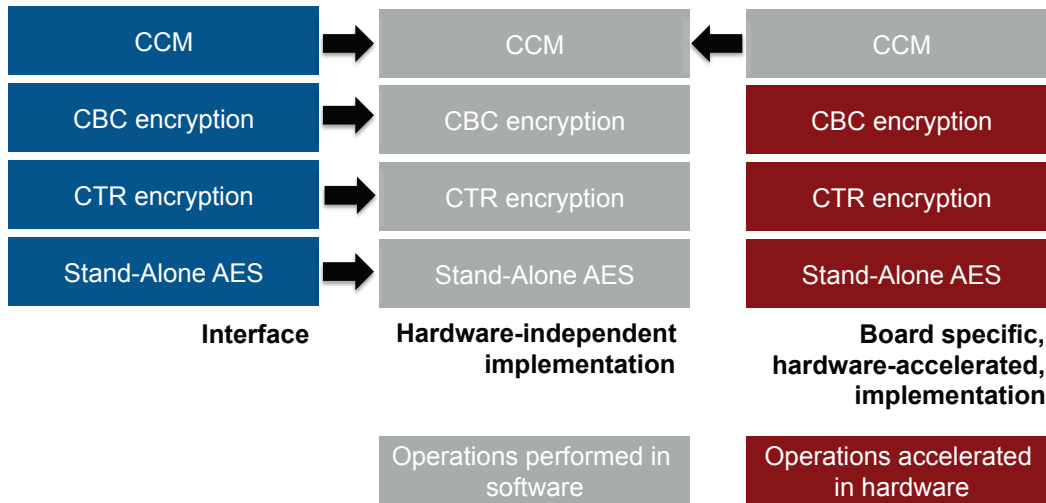 CCM
CCM
CCM
CBC encryption
CBC encryption
CBC encryption
CTR encryption
CTR encryption
CTR encryption
Stand-Alone AES
Stand-Alone AES
Stand-Alone AES
Interface
Hardware-independent
implementation
Board specific,
hardware-accelerated,
implementation
Operations performed in
software
Operations accelerated
in hardware